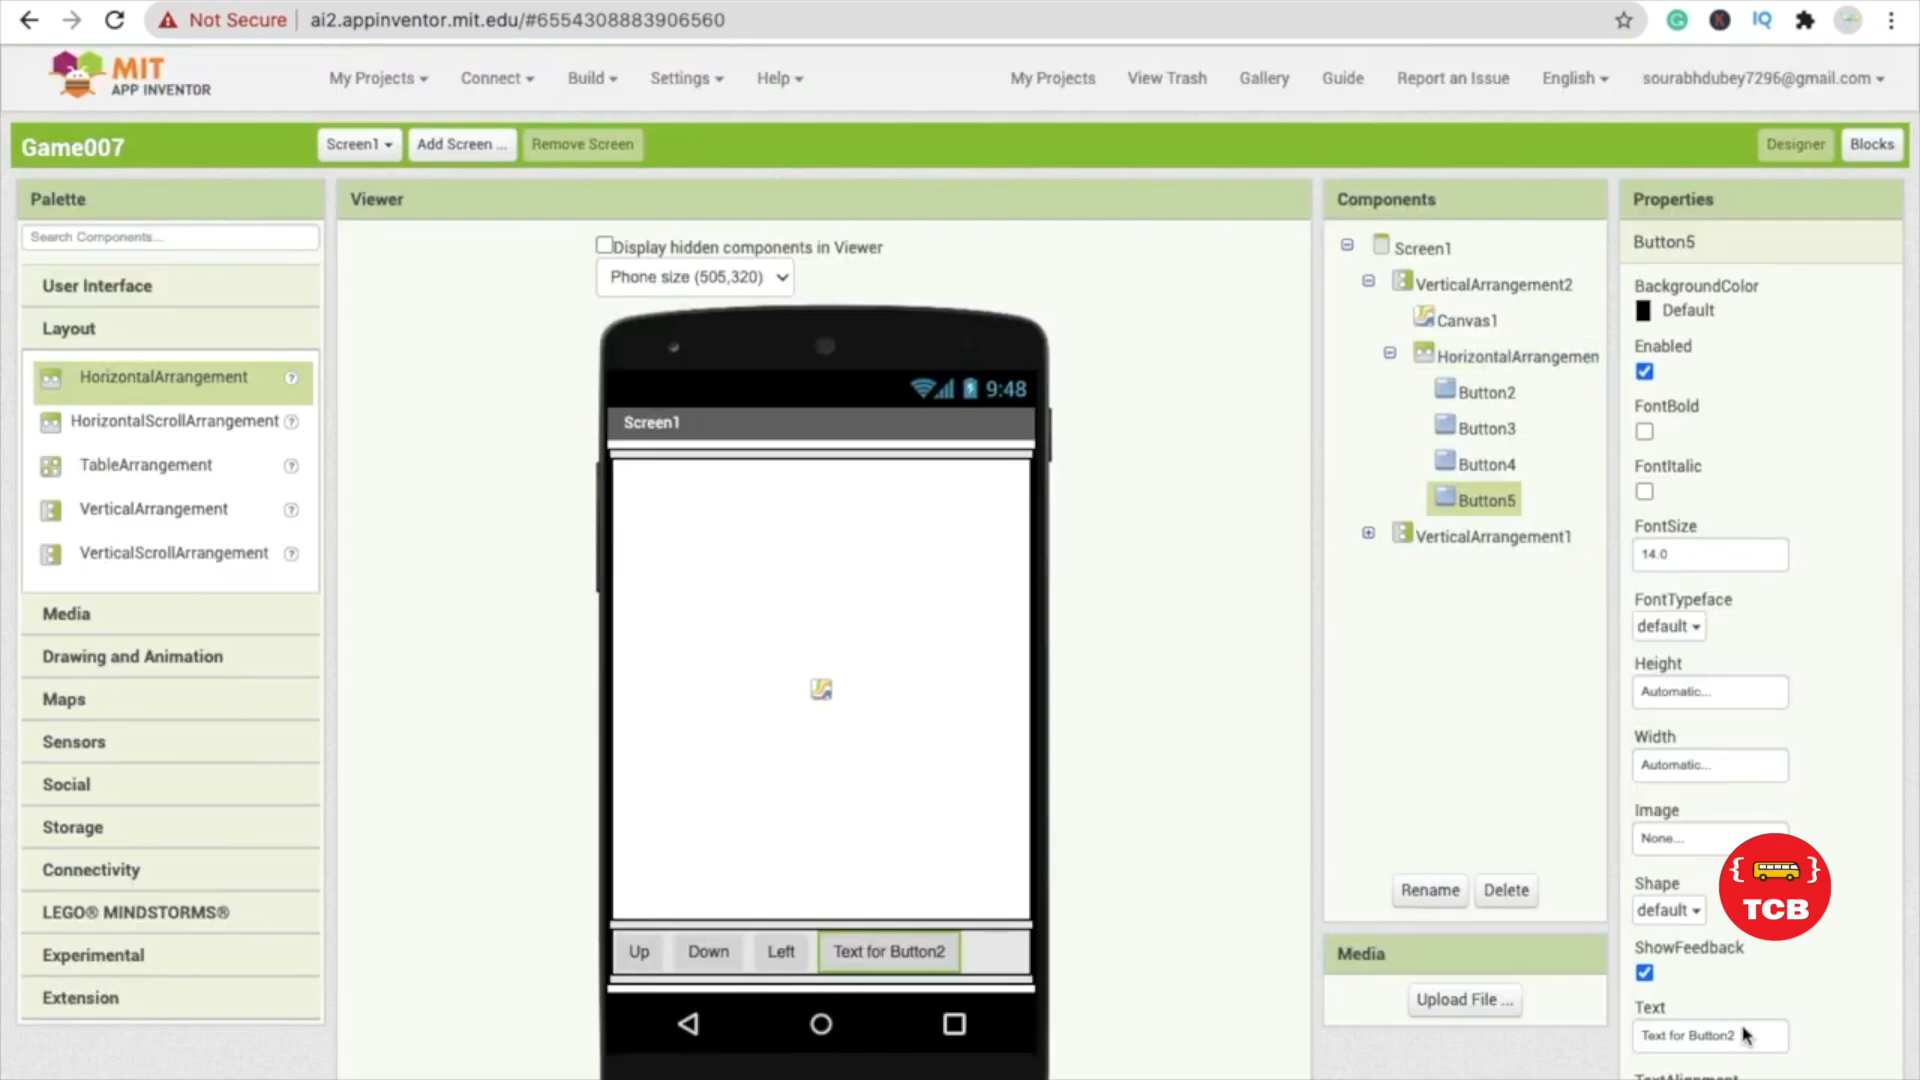 Not Secure
ai2.appinventor.mit.edu/#6554308883906560
IQ
MIT
APP INVENTOR
My Projects
Connect
Build
Settings
Help
My Projects
View Trash
Gallery
Guide
Report an Issue
English
sourabhdubey7296@gmail.com
Game007
Screen1
Add Screen ...
Remove Screen
Designer
Blocks
Palette
Search Components...
User Interface
Layout
HorizontalArrangement
?
HorizontalScrollArrangement
?
TableArrangement
?
VerticalArrangement
?
VerticalScrollArrangement
?
Media
Drawing and Animation
Maps
Sensors
Social
Storage
Connectivity
LEGO® MINDSTORMS®
Experimental
Extension
Viewer
Display hidden components in Viewer
Phone size (505,320)
9:48
Screen1
Up
Down
Left
Text for Button2
Components
Screen1
VerticalArrangement2
Canvas1
HorizontalArrangemen
Button2
Button3
Button4
Button5
VerticalArrangement1
Rename
Delete
Media
Upload File ...
Properties
Button5
BackgroundColor
Default
Enabled
FontBold
FontItalic
FontSize
14.0
FontTypeface
default
Height
Automatic...
Width
Automatic...
Image
None...
Shape
default
{ }
TCB
ShowFeedback
Text
Text for Button2
TextAlignment